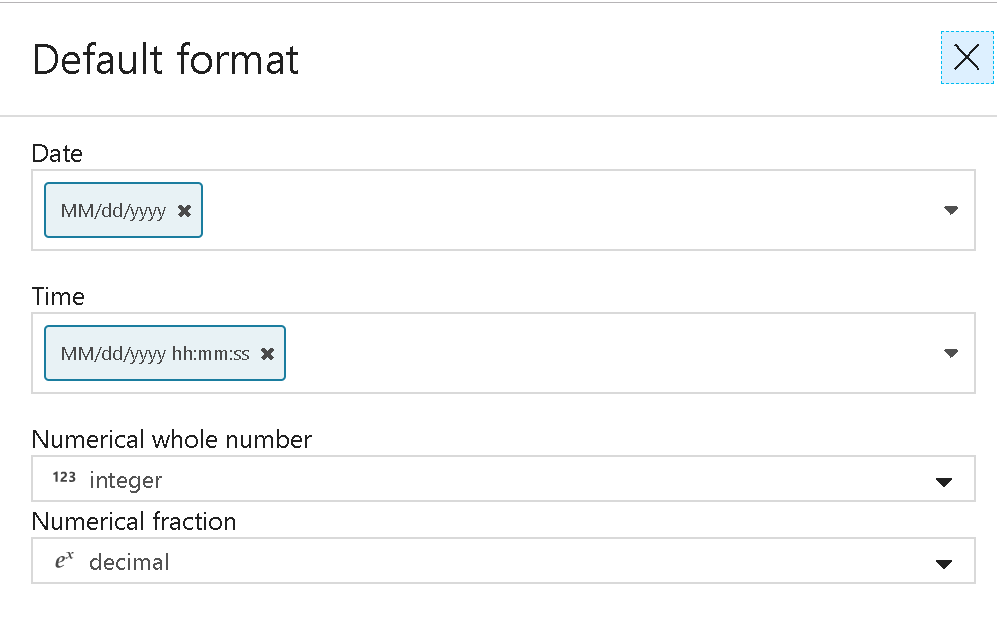 Default format
Date
MM/dd/yyyy
Time
MM/dd/yyyy hh:mm:ss
Numerical whole number
123 integer
Numerical fraction
eˣ decimal